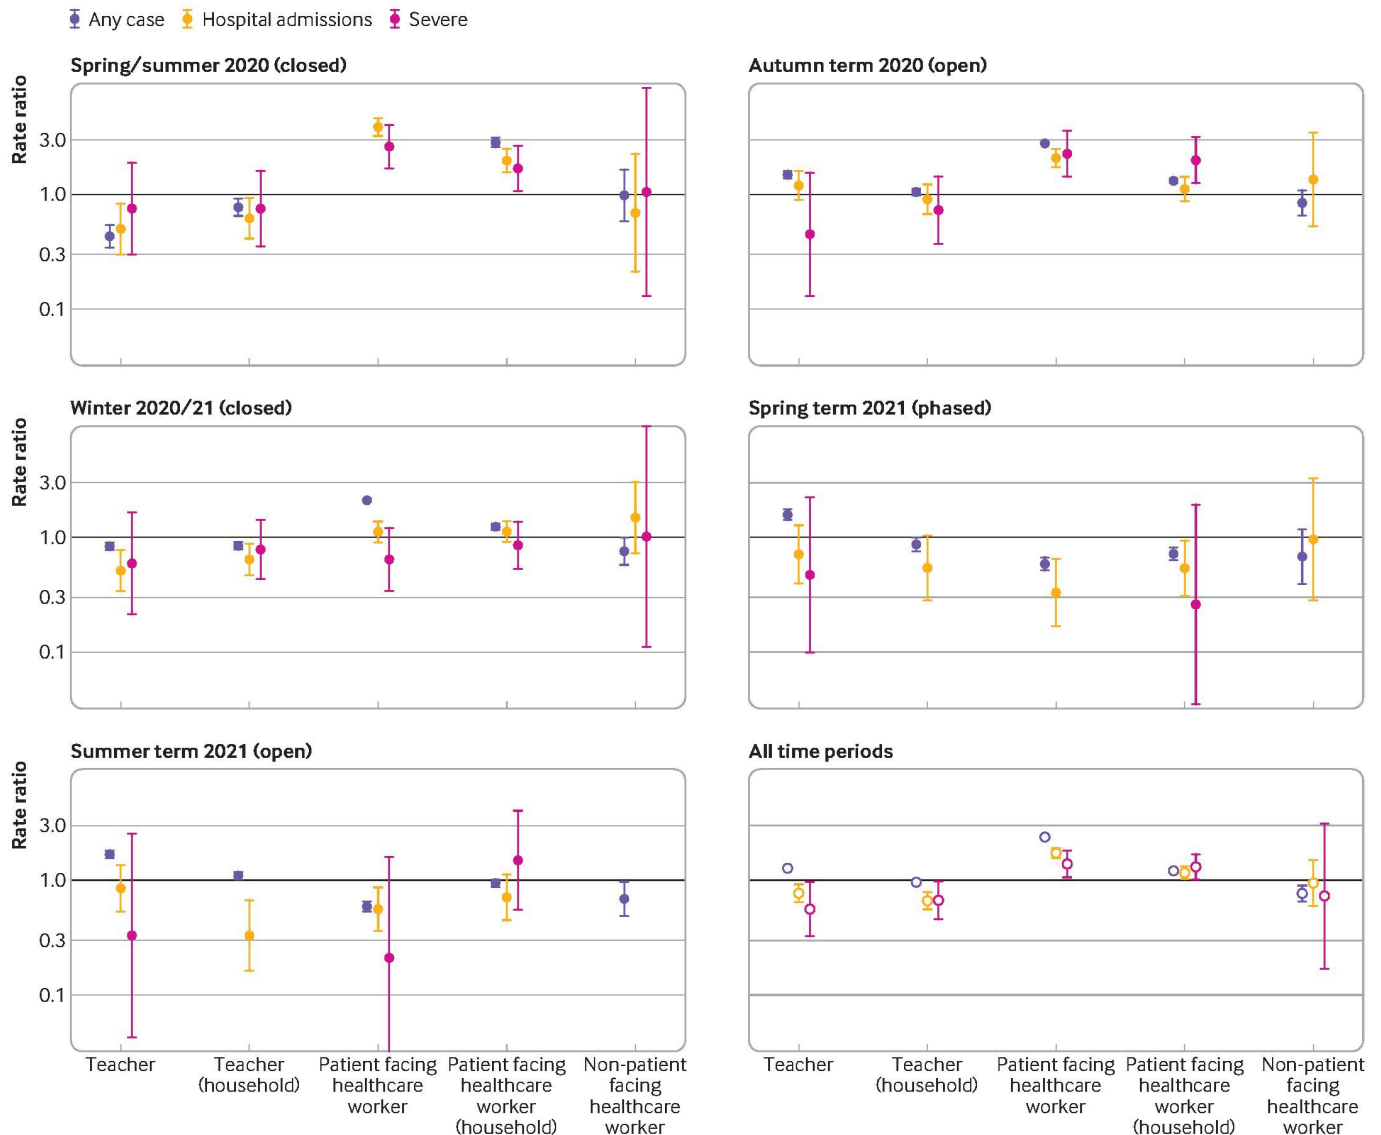 Any case Hospital admissions Severe
Spring/summer 2020 (closed)
Rate ratio
3.0
1.0
0.3
0.1
Autumn term 2020 (open)
Winter 2020/21 (closed)
Rate ratio
3.0
1.0
0.3
0.1
Spring term 2021 (phased)
Summer term 2021 (open)
Rate ratio
3.0
1.0
0.3
0.1
Teacher
Teacher
(household)
Patient facing
healthcare
worker
Patient facing
healthcare
worker
(household)
Non-patient
facing
healthcare
worker
All time periods
Teacher
Teacher
(household)
Patient facing
healthcare
worker
Patient facing
healthcare
worker
(household)
Non-patient
facing
healthcare
worker